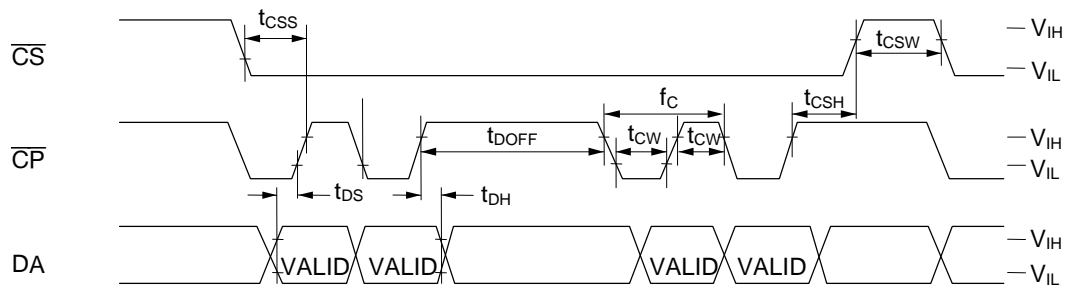 tCSS
VIH
CS
tCSW
VIL
tCSH
fC
VIH
CP
tDOFF
tCW
tCW
VIL
tDS
tDH
VIH
DA
VALID
VALID
VALID
VALID
VIL